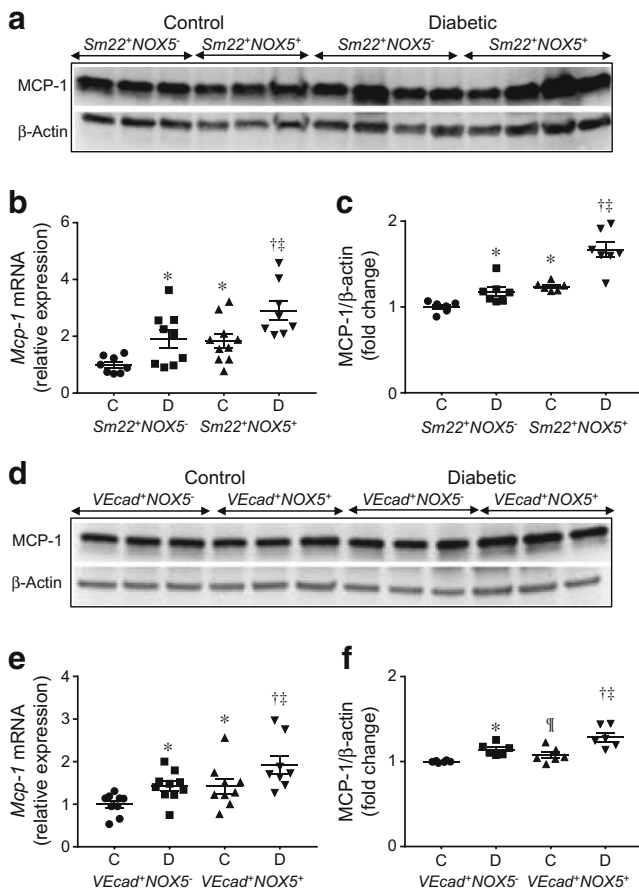 a
Control Diabetic
Sm22⁺NOX5⁻ Sm22⁺NOX5⁺ Sm22⁺NOX5⁻ Sm22⁺NOX5⁺
MCP-1
β-Actin
b
Mcp-1 mRNA
(relative expression)
6
4
2
0
*
*
†‡
C D C D
Sm22⁺NOX5⁻ Sm22⁺NOX5⁺
c
MCP-1/β-actin
(fold change)
2
1
0
*
*
†‡
C D C D
Sm22⁺NOX5⁻ Sm22⁺NOX5⁺
d
Control Diabetic
VEcad⁺NOX5⁻ VEcad⁺NOX5⁺ VEcad⁺NOX5⁻ VEcad⁺NOX5⁺
MCP-1
β-Actin
e
Mcp-1 mRNA
(relative expression)
4
3
2
1
0
*
*
†‡
C D C D
VEcad⁺NOX5⁻ VEcad⁺NOX5⁺
f
MCP-1/β-actin
(fold change)
2
1
0
*
¶
†‡
C D C D
VEcad⁺NOX5⁻ VEcad⁺NOX5⁺